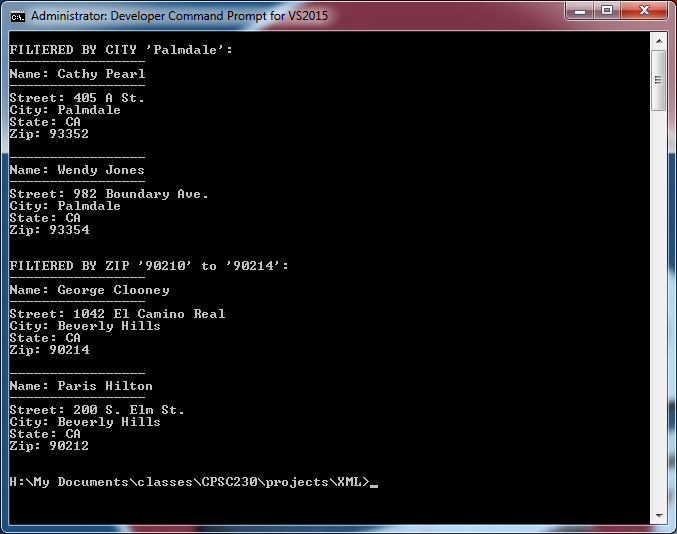 Administrator: Developer Command Prompt for VS2015
FILTERED BY CITY 'Palmdale':
-----------------
Name: Cathy Pearl
-----------------
Street: 405 A St.
City: Palmdale
State: CA
Zip: 93352
-----------------
Name: Wendy Jones
-----------------
Street: 982 Boundary Ave.
City: Palmdale
State: CA
Zip: 93354
FILTERED BY ZIP '90210' to '90214':
-----------------
Name: George Clooney
-----------------
Street: 1042 El Camino Real
City: Beverly Hills
State: CA
Zip: 90214
-----------------
Name: Paris Hilton
-----------------
Street: 200 S. Elm St.
City: Beverly Hills
State: CA
Zip: 90212
H:\My Documents\classes\CPSC230\projects\XML>_